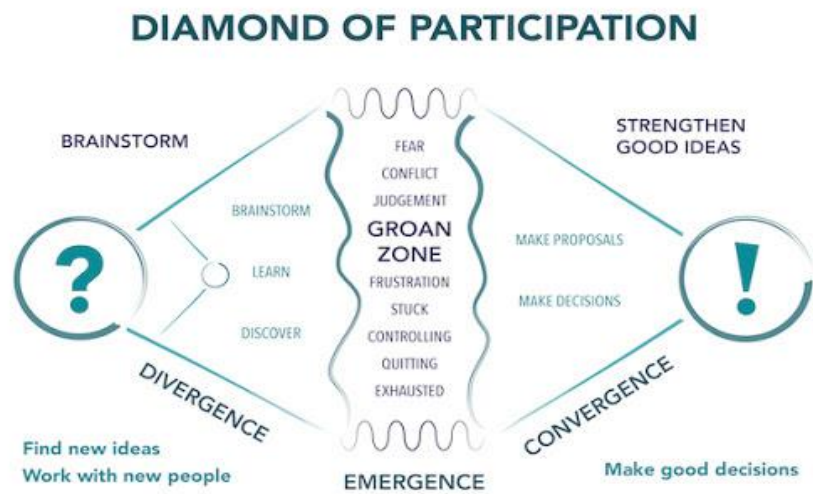 DIAMOND OF PARTICIPATION
BRAINSTORM
?
BRAINSTORM
LEARN
DISCOVER
DIVERGENCE
Find new ideas
Work with new people
FEAR
CONFLICT
JUDGEMENT
GROAN
ZONE
FRUSTRATION
STUCK
CONTROLLING
QUITTING
EXHAUSTED
EMERGENCE
STRENGTHEN
GOOD IDEAS
MAKE PROPOSALS
MAKE DECISIONS
!
CONVERGENCE
Make good decisions